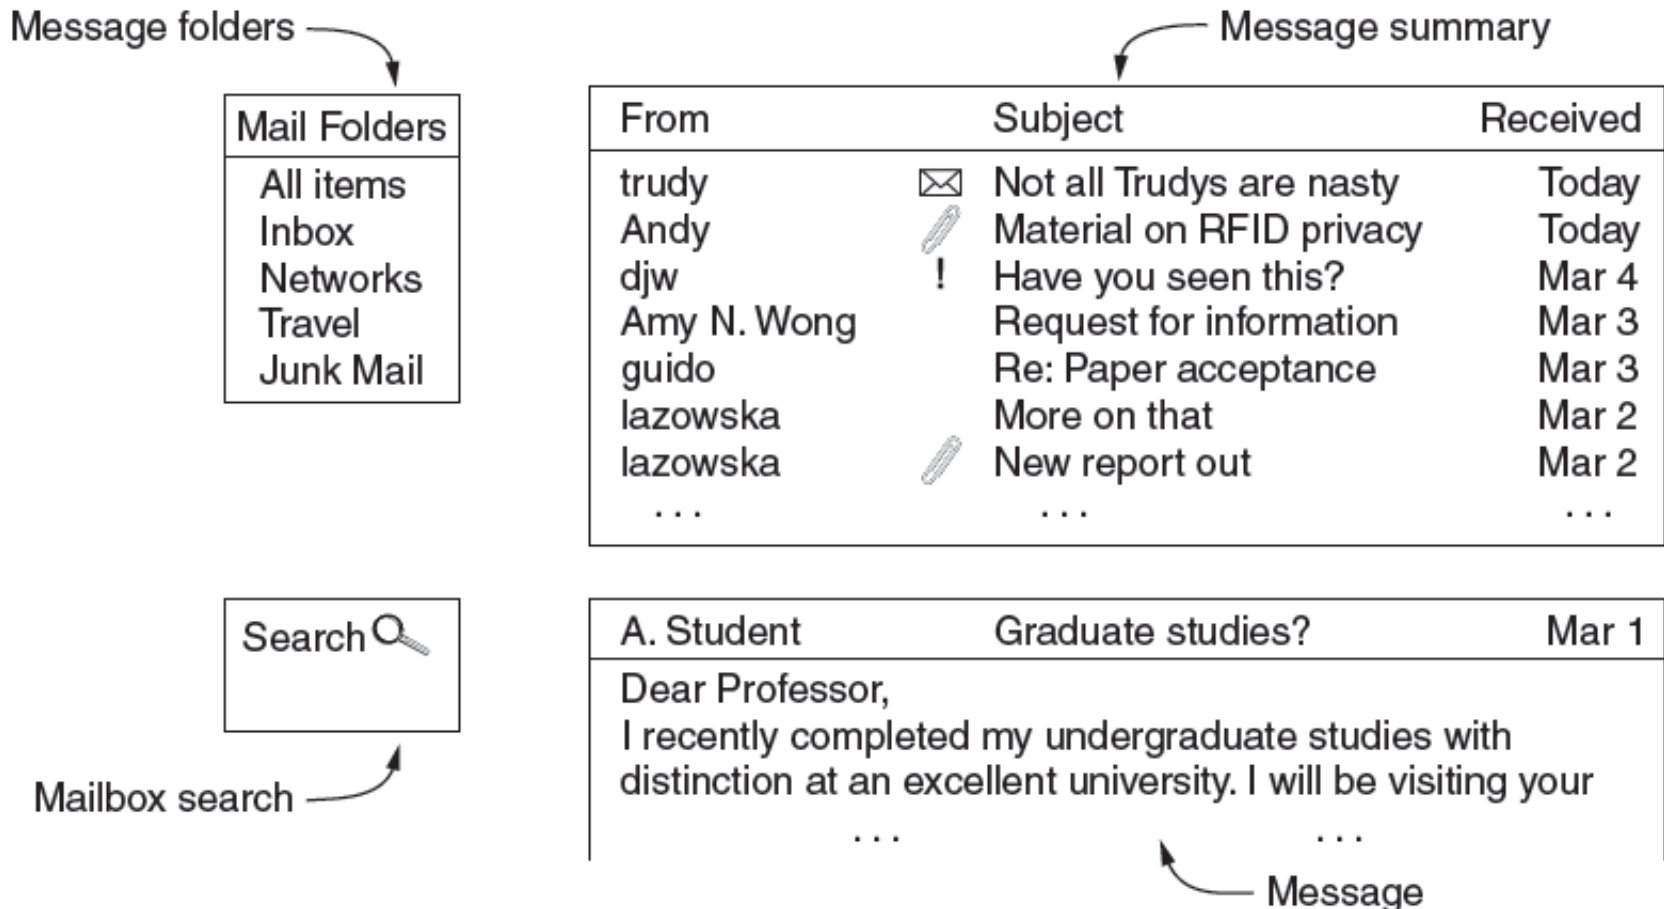 Message folders
Message summary
Mail Folders
All items
Inbox
Networks
Travel
Junk Mail
From Subject Received
trudy Not all Trudys are nasty Today
Andy Material on RFID privacy Today
djw ! Have you seen this? Mar 4
Amy N. Wong Request for information Mar 3
guido Re: Paper acceptance Mar 3
lazowska More on that Mar 2
lazowska New report out Mar 2
... ... ...
Search
Mailbox search
A. Student Graduate studies? Mar 1
Dear Professor,
I recently completed my undergraduate studies with
distinction at an excellent university. I will be visiting your
... ...
Message